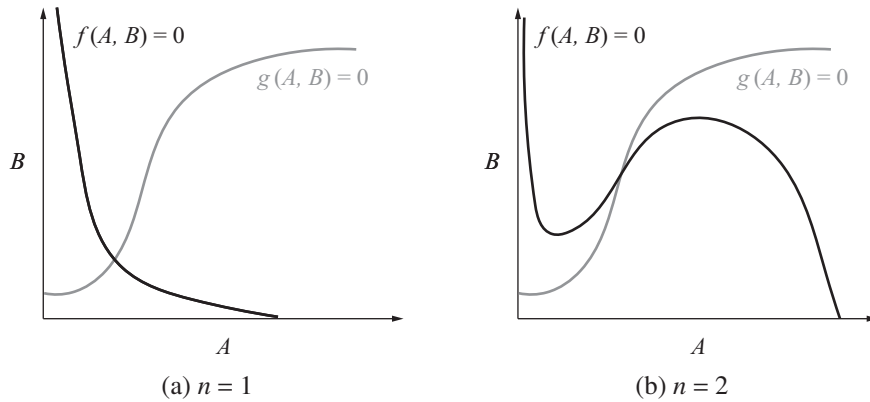 f(A, B) = 0
g(A, B) = 0
B
A
(a) n = 1
f(A, B) = 0
g(A, B) = 0
B
A
(b) n = 2